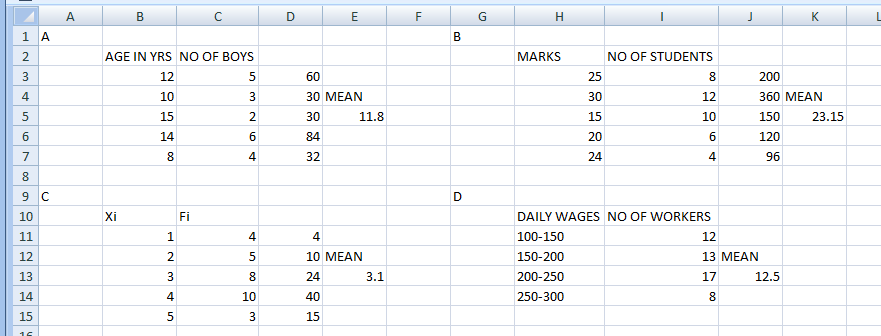 A B C D E F G H I J K L
1 A B
2 AGE IN YRS NO OF BOYS MARKS NO OF STUDENTS
3 12 5 60 25 8 200
4 10 3 30 MEAN 30 12 360 MEAN
5 15 2 30 11.8 15 10 150 23.15
6 14 6 84 20 6 120
7 8 4 32 24 4 96
8
9 C D
10 Xi Fi DAILY WAGES NO OF WORKERS
11 1 4 4 100-150 12
12 2 5 10 MEAN 150-200 13 MEAN
13 3 8 24 3.1 200-250 17 12.5
14 4 10 40 250-300 8
15 5 3 15